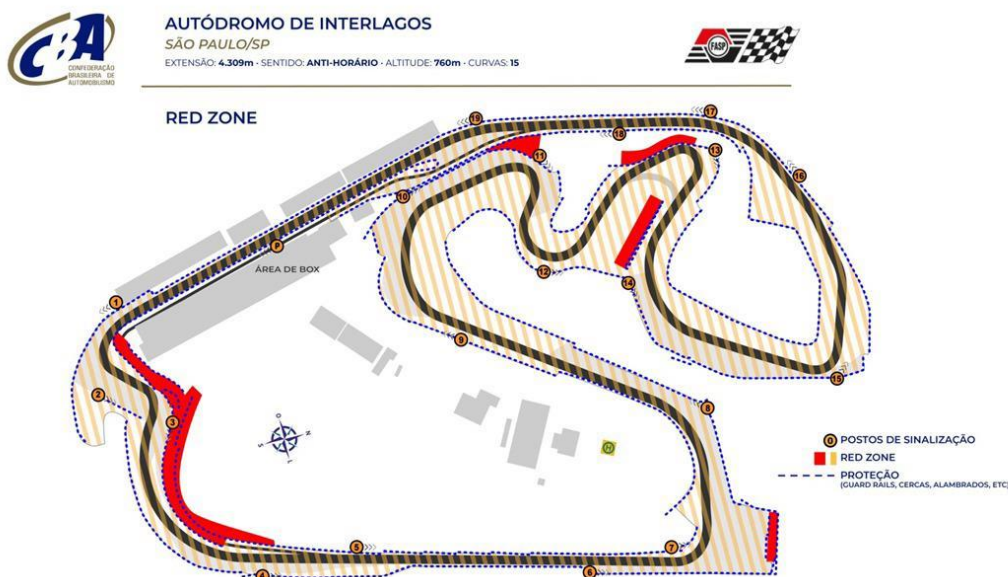 CBA
CONFEDERAÇÃO
BRASILEIRA DE
AUTOMOBILISMO
AUTÓDROMO DE INTERLAGOS
SÃO PAULO/SP
EXTENSÃO: 4.309m · SENTIDO: ANTI-HORÁRIO · ALTITUDE: 760m · CURVAS: 15
FASP
RED ZONE
17
19
18
13
11
16
10
P
ÁREA DE BOX
12
14
1
9
15
2
8
3
O
N
S
L
H
0 POSTOS DE SINALIZAÇÃO
RED ZONE
PROTEÇÃO
(GUARD RAILS, CERCAS, ALAMBRADOS, ETC)
5
7
4
6